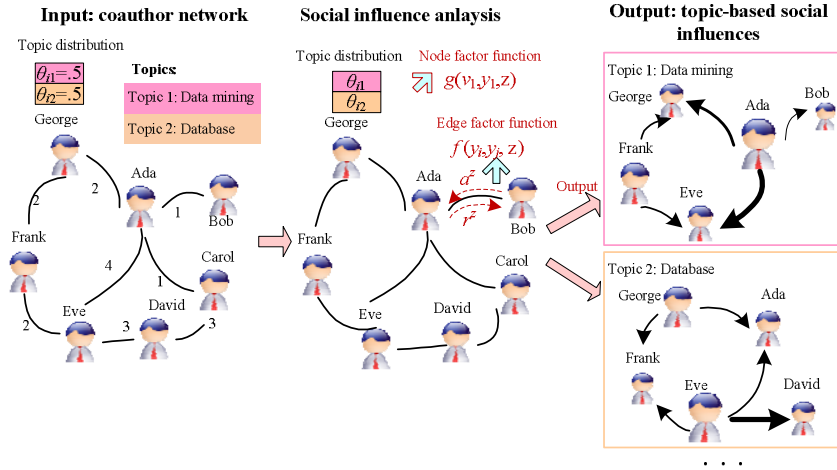 Input: coauthor network
Topic distribution
θi1=.5
θi2=.5
Topics:
Topic 1: Data mining
Topic 2: Database
George
Ada
2
2
1
Bob
Frank
Carol
4
1
Eve
David
2
3
3
Social influence anlaysis
Topic distribution
θi1
θi2
Node factor function
g(v1,y1,z)
George
Edge factor function
f(yi,yj, z)
Ada
az
rz
Bob
Frank
Carol
Eve
David
Output
Output: topic-based social
influences
Topic 1: Data mining
George
Ada
Bob
Frank
Eve
Topic 2: Database
George
Ada
Frank
Eve
David
. . .